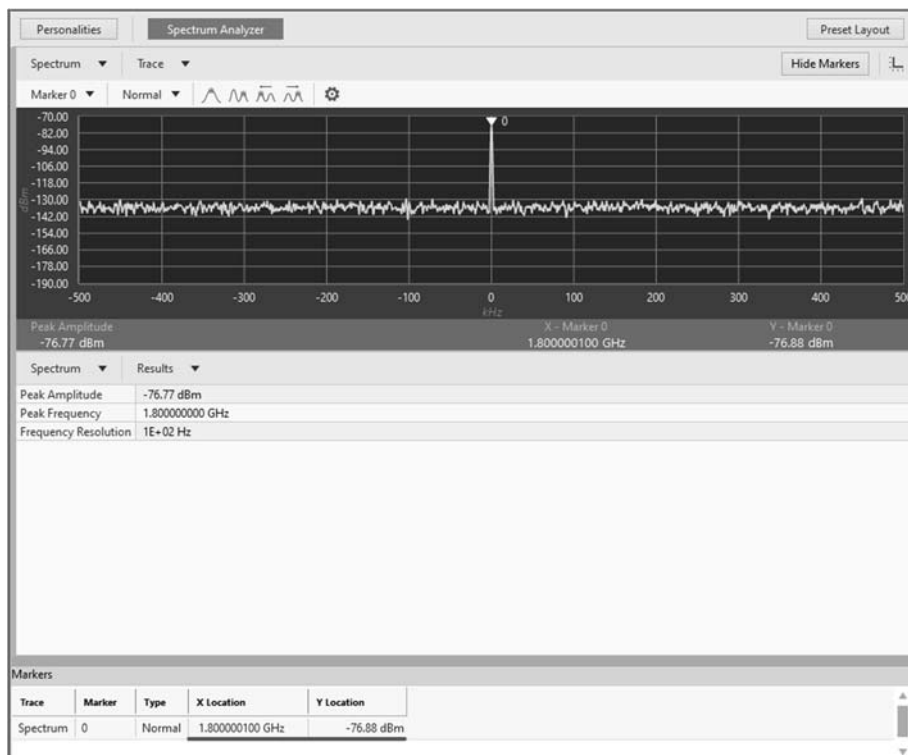 Personalities Spectrum Analyzer Preset Layout
Spectrum Trace Hide Markers
Marker 0 Normal
-70.00
0
-82.00
-94.00
-106.00
-118.00
-130.00
-142.00
-154.00
-166.00
-178.00
-190.00
dBm
-500 -400 -300 -200 -100 0 100 200 300 400 500
kHz
Peak Amplitude X - Marker 0 Y - Marker 0
-76.77 dBm 1.800000100 GHz -76.88 dBm
Spectrum Results
Peak Amplitude -76.77 dBm
Peak Frequency 1.800000000 GHz
Frequency Resolution 1E+02 Hz
Markers
Trace Marker Type X Location Y Location
Spectrum 0 Normal 1.800000100 GHz -76.88 dBm